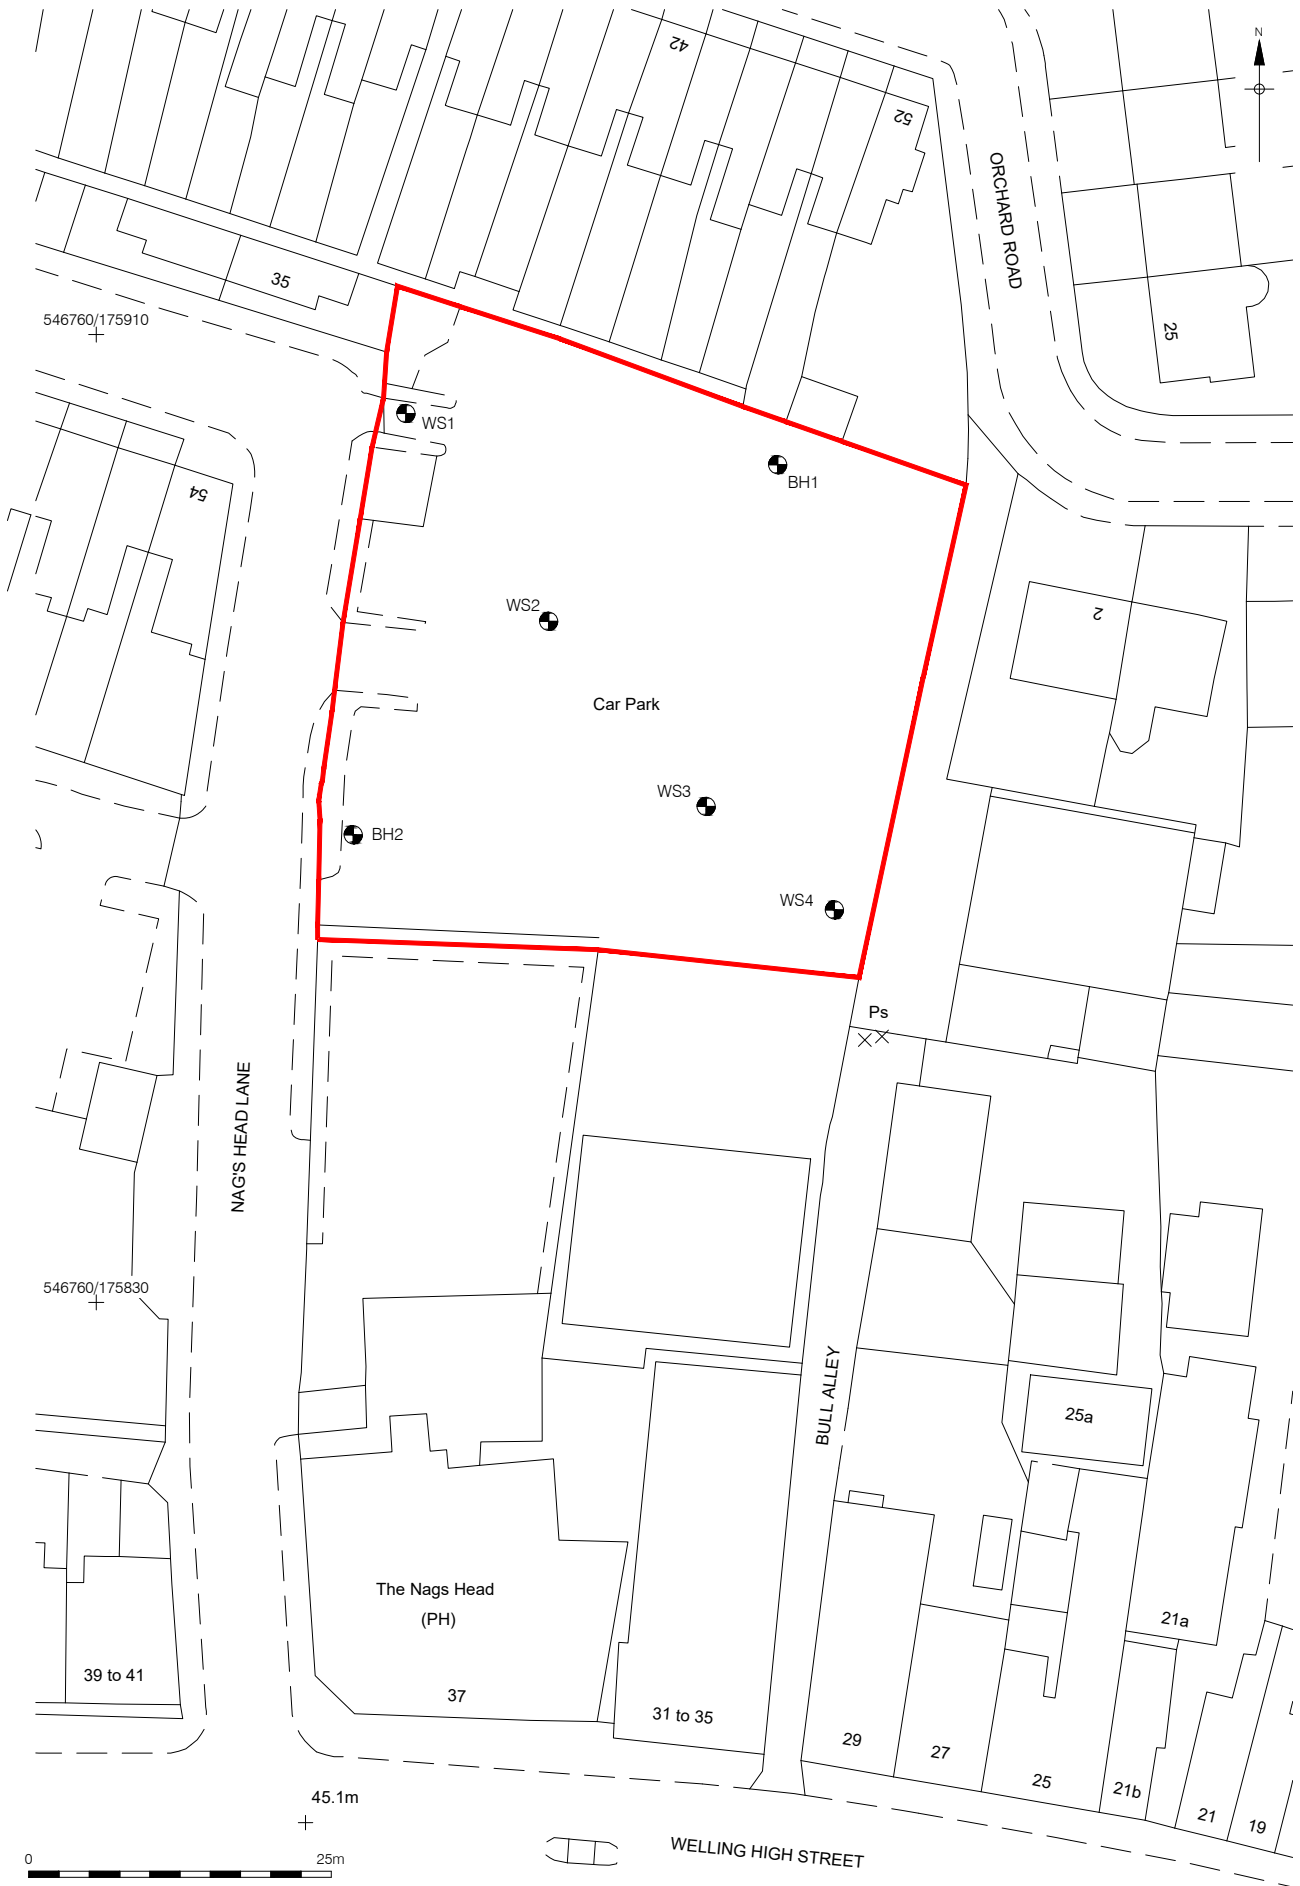 N
42
52
ORCHARD ROAD
35
25
546760/175910
WS1
BH1
54
WS2
2
Car Park
WS3
BH2
WS4
Ps
NAG'S HEAD LANE
546760/175830
BULL ALLEY
25a
The Nags Head
(PH)
21a
39 to 41
37
31 to 35
29
27
25
21b
21
19
45.1m
WELLING HIGH STREET
0 25m